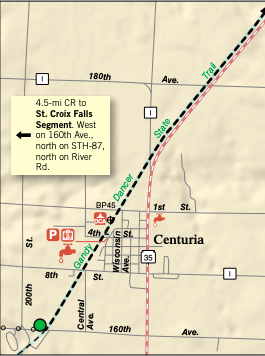 I
180th Ave.
Trail
4.5-mi CR to
St. Croix Falls
Segment. West
on 160th Ave.,
north on STH-87,
north on River
Rd.
I
State
Dancer
BP45
1st St.
P
4th St.
Centuria
Wisconsin Ave.
35
St.
Gandy
8th St.
I
200th
Central Ave.
160th Ave.